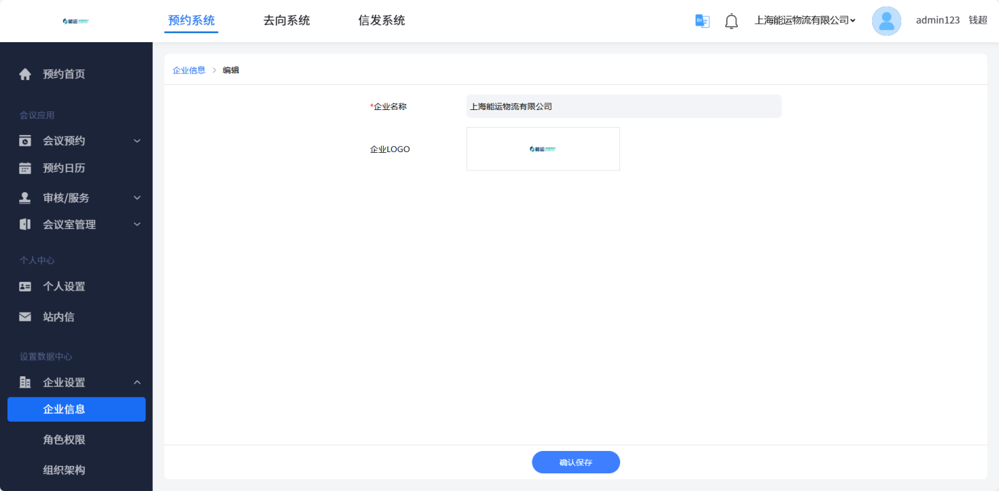 能运
预约系统
去向系统
信发系统
上海能运物流有限公司
admin123 钱超
预约首页
会议应用
会议预约
预约日历
审核/服务
会议室管理
个人中心
个人设置
站内信
设置数据中心
企业设置
企业信息
角色权限
组织架构
企业信息 > 编辑
*企业名称
上海能运物流有限公司
企业LOGO
能运
确认保存